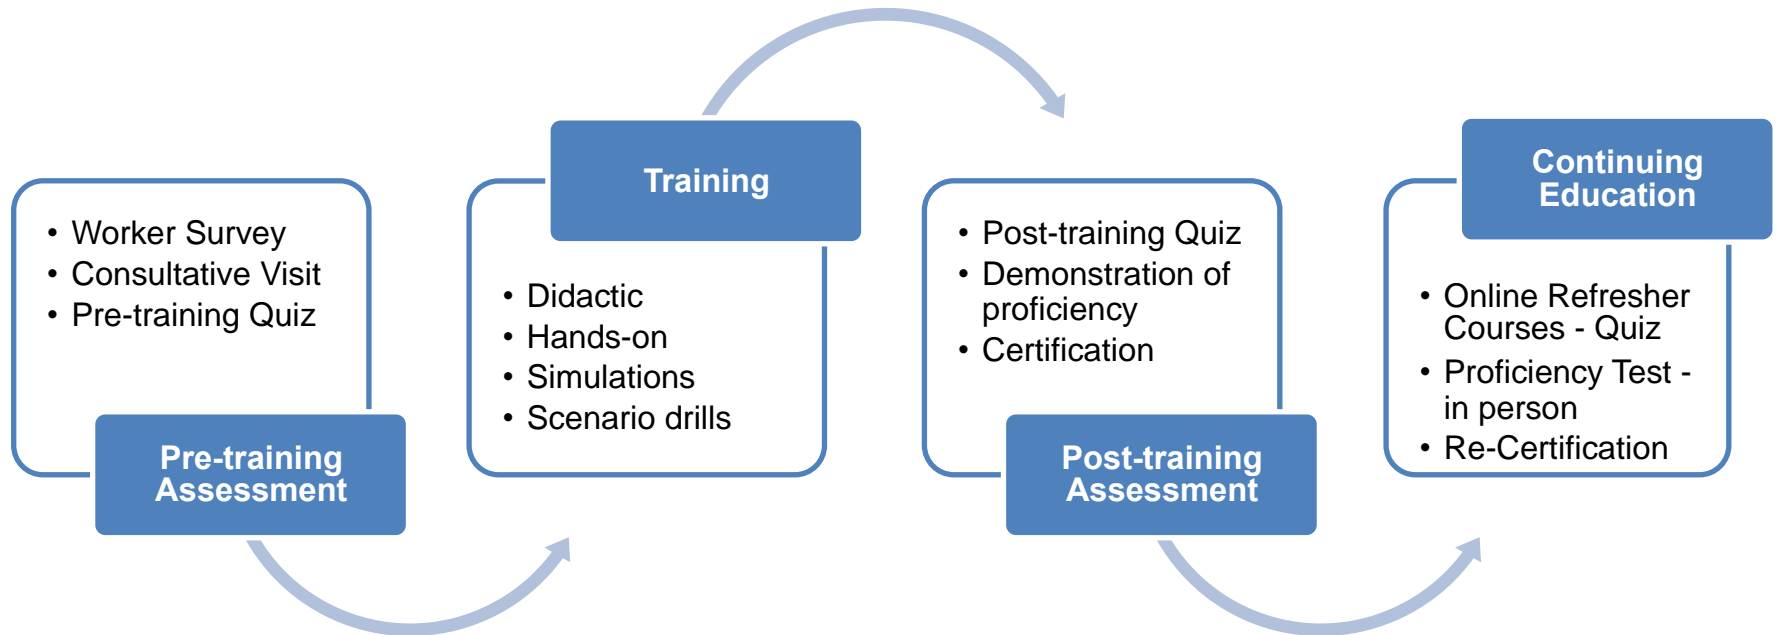 • Worker Survey
• Consultative Visit
• Pre-training Quiz
Pre-training
Assessment
Training
• Didactic
• Hands-on
• Simulations
• Scenario drills
• Post-training Quiz
• Demonstration of
proficiency
• Certification
Post-training
Assessment
Continuing
Education
• Online Refresher
Courses - Quiz
• Proficiency Test -
in person
• Re-Certification